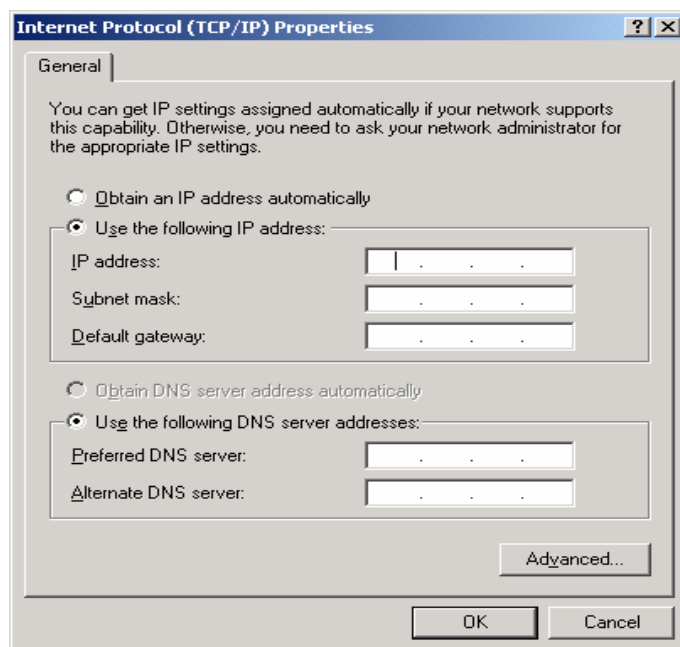 Internet Protocol (TCP/IP) Properties
General
You can get IP settings assigned automatically if your network supports
this capability. Otherwise, you need to ask your network administrator for
the appropriate IP settings.
Obtain an IP address automatically
Use the following IP address:
IP address:
Subnet mask:
Default gateway:
Obtain DNS server address automatically
Use the following DNS server addresses:
Preferred DNS server:
Alternate DNS server:
Advanced...
OK
Cancel